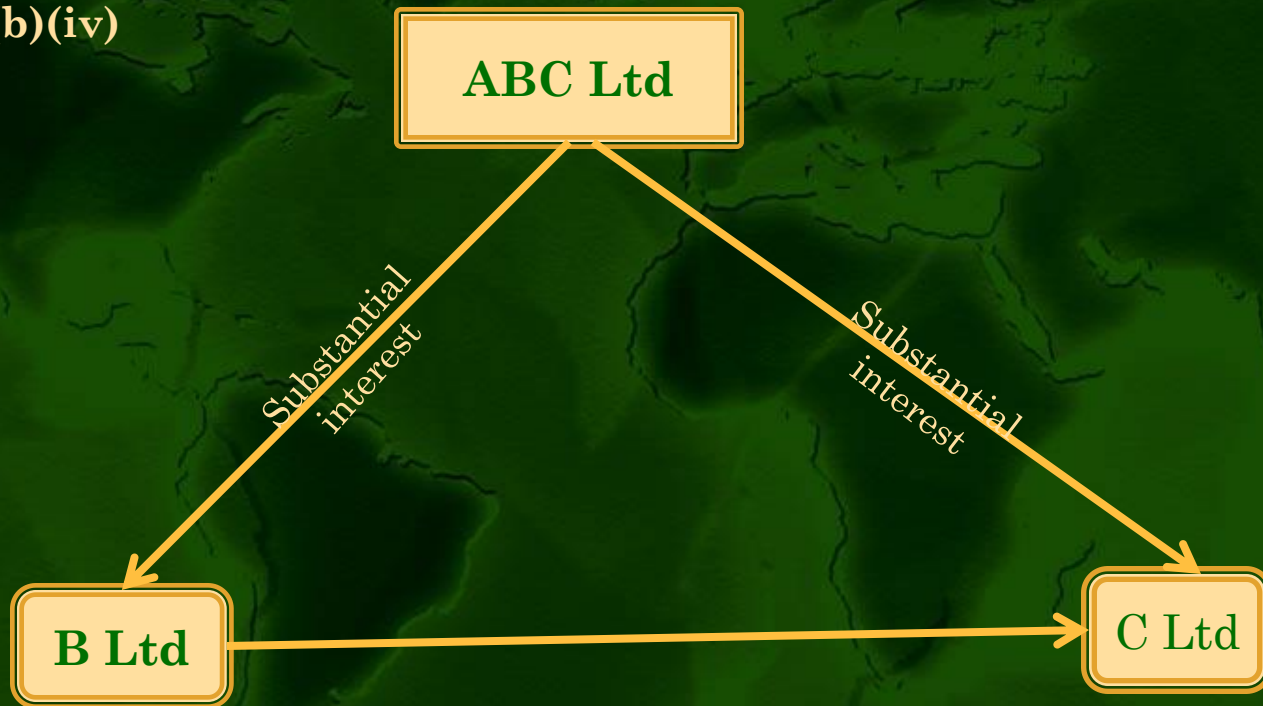 b)(iv)
ABC Ltd
Substantial
interest
Substantial
interest
B Ltd
C Ltd